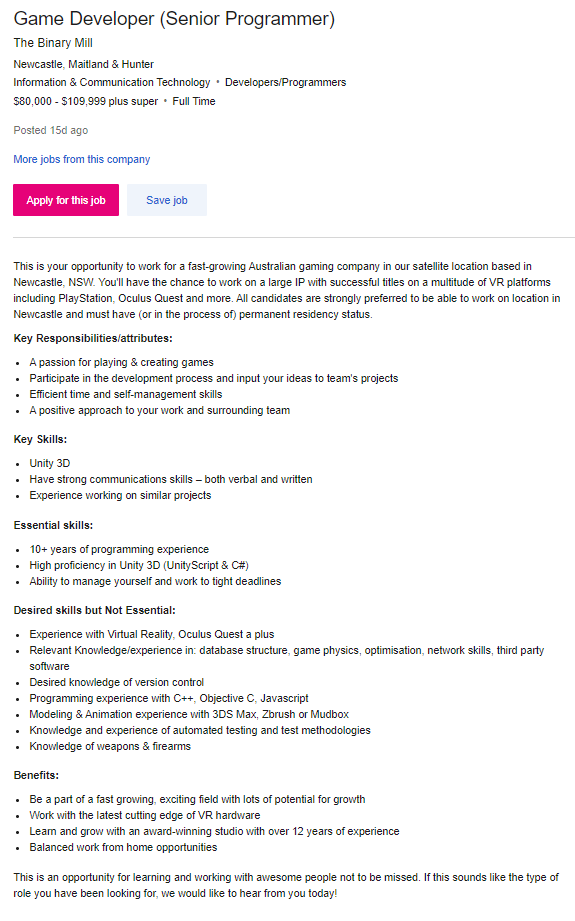 Game Developer (Senior Programmer)
The Binary Mill
Newcastle, Maitland & Hunter
Information & Communication Technology • Developers/Programmers
$80,000 - $109,999 plus super • Full Time
Posted 15d ago
More jobs from this company
Apply for this job Save job
This is your opportunity to work for a fast-growing Australian gaming company in our satellite location based in
Newcastle, NSW. You'll have the chance to work on a large IP with successful titles on a multitude of VR platforms
including PlayStation, Oculus Quest and more. All candidates are strongly preferred to be able to work on location in
Newcastle and must have (or in the process of) permanent residency status.
Key Responsibilities/attributes:
• A passion for playing & creating games
• Participate in the development process and input your ideas to team's projects
• Efficient time and self-management skills
• A positive approach to your work and surrounding team
Key Skills:
• Unity 3D
• Have strong communications skills – both verbal and written
• Experience working on similar projects
Essential skills:
• 10+ years of programming experience
• High proficiency in Unity 3D (UnityScript & C#)
• Ability to manage yourself and work to tight deadlines
Desired skills but Not Essential:
• Experience with Virtual Reality, Oculus Quest a plus
• Relevant Knowledge/experience in: database structure, game physics, optimisation, network skills, third party
software
• Desired knowledge of version control
• Programming experience with C++, Objective C, Javascript
• Modeling & Animation experience with 3DS Max, Zbrush or Mudbox
• Knowledge and experience of automated testing and test methodologies
• Knowledge of weapons & firearms
Benefits:
• Be a part of a fast growing, exciting field with lots of potential for growth
• Work with the latest cutting edge of VR hardware
• Learn and grow with an award-winning studio with over 12 years of experience
• Balanced work from home opportunities
This is an opportunity for learning and working with awesome people not to be missed. If this sounds like the type of
role you have been looking for, we would like to hear from you today!